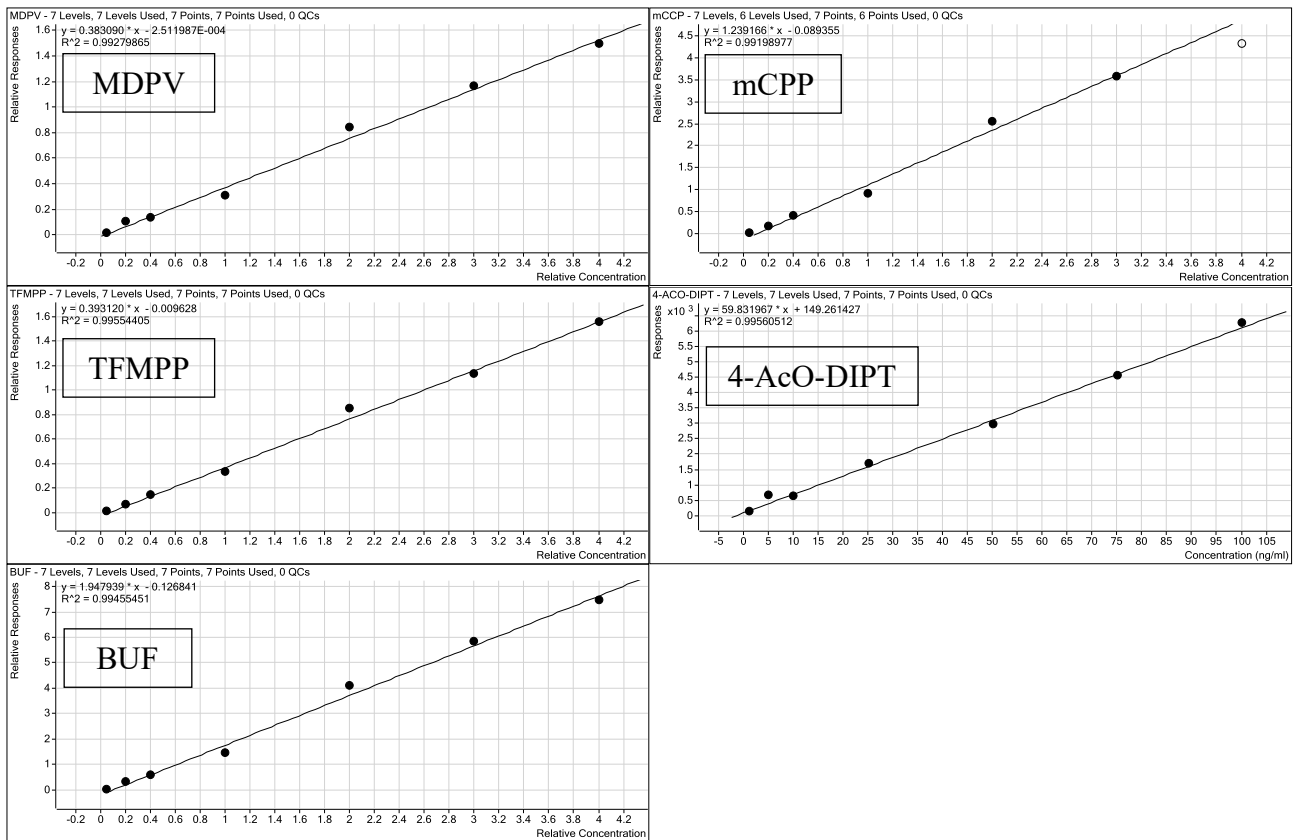 MDPV - 7 Levels, 7 Levels Used, 7 Points, 7 Points Used, 0 QCs
Relative Responses
y = 0.383090 * x - 2.511987E-004
R^2 = 0.99279865
MDPV
1.6
1.4
1.2
1
0.8
0.6
0.4
0.2
0
-0.2 0 0.2 0.4 0.6 0.8 1 1.2 1.4 1.6 1.8 2 2.2 2.4 2.6 2.8 3 3.2 3.4 3.6 3.8 4 4.2
Relative Concentration
mCCP - 7 Levels, 6 Levels Used, 7 Points, 6 Points Used, 0 QCs
Relative Responses
y = 1.239166 * x - 0.089355
R^2 = 0.99198977
mCPP
4.5
4
3.5
3
2.5
2
1.5
1
0.5
0
-0.2 0 0.2 0.4 0.6 0.8 1 1.2 1.4 1.6 1.8 2 2.2 2.4 2.6 2.8 3 3.2 3.4 3.6 3.8 4 4.2
Relative Concentration
TFMPP - 7 Levels, 7 Levels Used, 7 Points, 7 Points Used, 0 QCs
Relative Responses
y = 0.393120 * x - 0.009628
R^2 = 0.99554405
TFMPP
1.6
1.4
1.2
1
0.8
0.6
0.4
0.2
0
-0.2 0 0.2 0.4 0.6 0.8 1 1.2 1.4 1.6 1.8 2 2.2 2.4 2.6 2.8 3 3.2 3.4 3.6 3.8 4 4.2
Relative Concentration
4-ACO-DIPT - 7 Levels, 7 Levels Used, 7 Points, 7 Points Used, 0 QCs
Responses
x10 3
y = 59.831967 * x + 149.261427
R^2 = 0.99560512
4-AcO-DIPT
6
5.5
5
4.5
4
3.5
3
2.5
2
1.5
1
0.5
0
-5 0 5 10 15 20 25 30 35 40 45 50 55 60 65 70 75 80 85 90 95 100 105
Concentration (ng/ml)
BUF - 7 Levels, 7 Levels Used, 7 Points, 7 Points Used, 0 QCs
Relative Responses
y = 1.947939 * x - 0.126841
R^2 = 0.99455451
BUF
8
7
6
5
4
3
2
1
0
-0.2 0 0.2 0.4 0.6 0.8 1 1.2 1.4 1.6 1.8 2 2.2 2.4 2.6 2.8 3 3.2 3.4 3.6 3.8 4 4.2
Relative Concentration